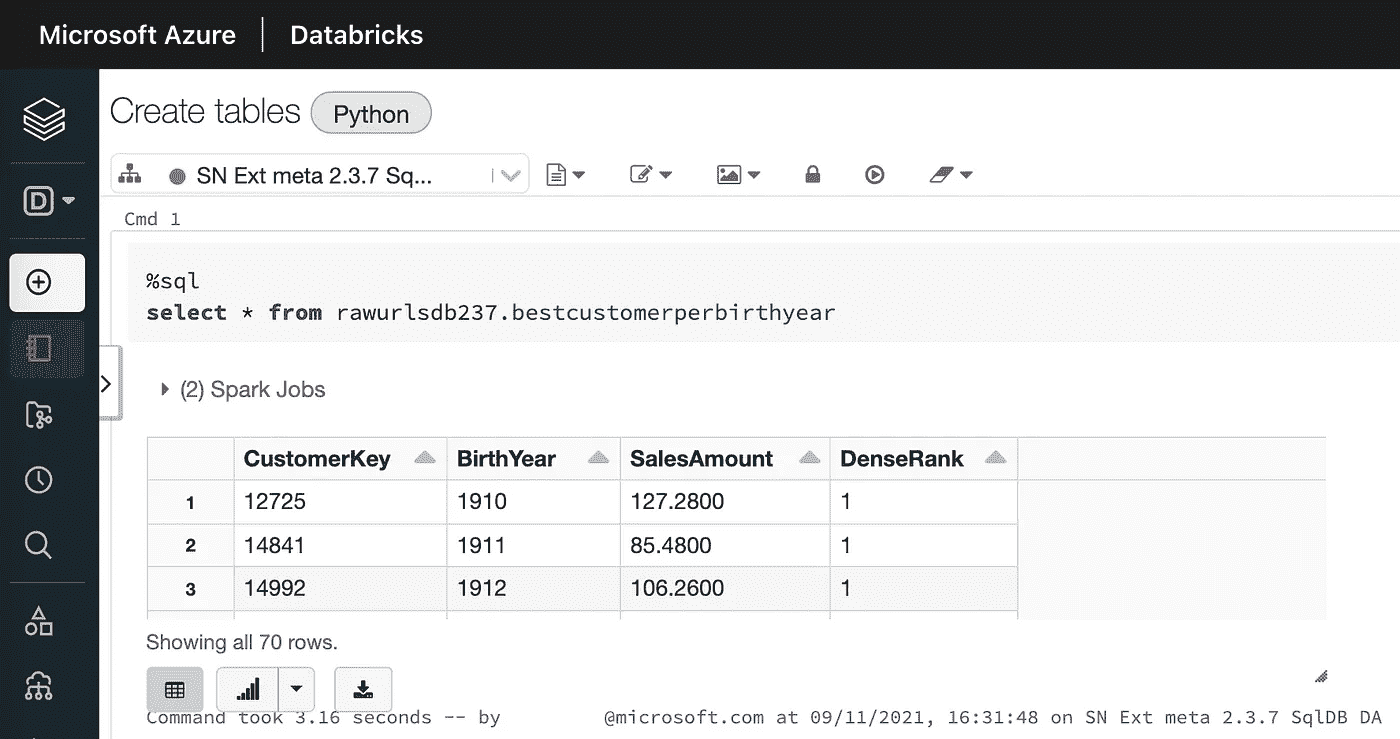 Microsoft Azure | Databricks
Create tables Python
SN Ext meta 2.3.7 Sq...
Cmd 1
%sql
select * from rawurlsdb237.bestcustomerperbirthyear
(2) Spark Jobs
CustomerKey BirthYear SalesAmount DenseRank
1 12725 1910 127.2800 1
2 14841 1911 85.4800 1
3 14992 1912 106.2600 1
Showing all 70 rows.
Command took 3.16 seconds -- by @microsoft.com at 09/11/2021, 16:31:48 on SN Ext meta 2.3.7 SqlDB DA